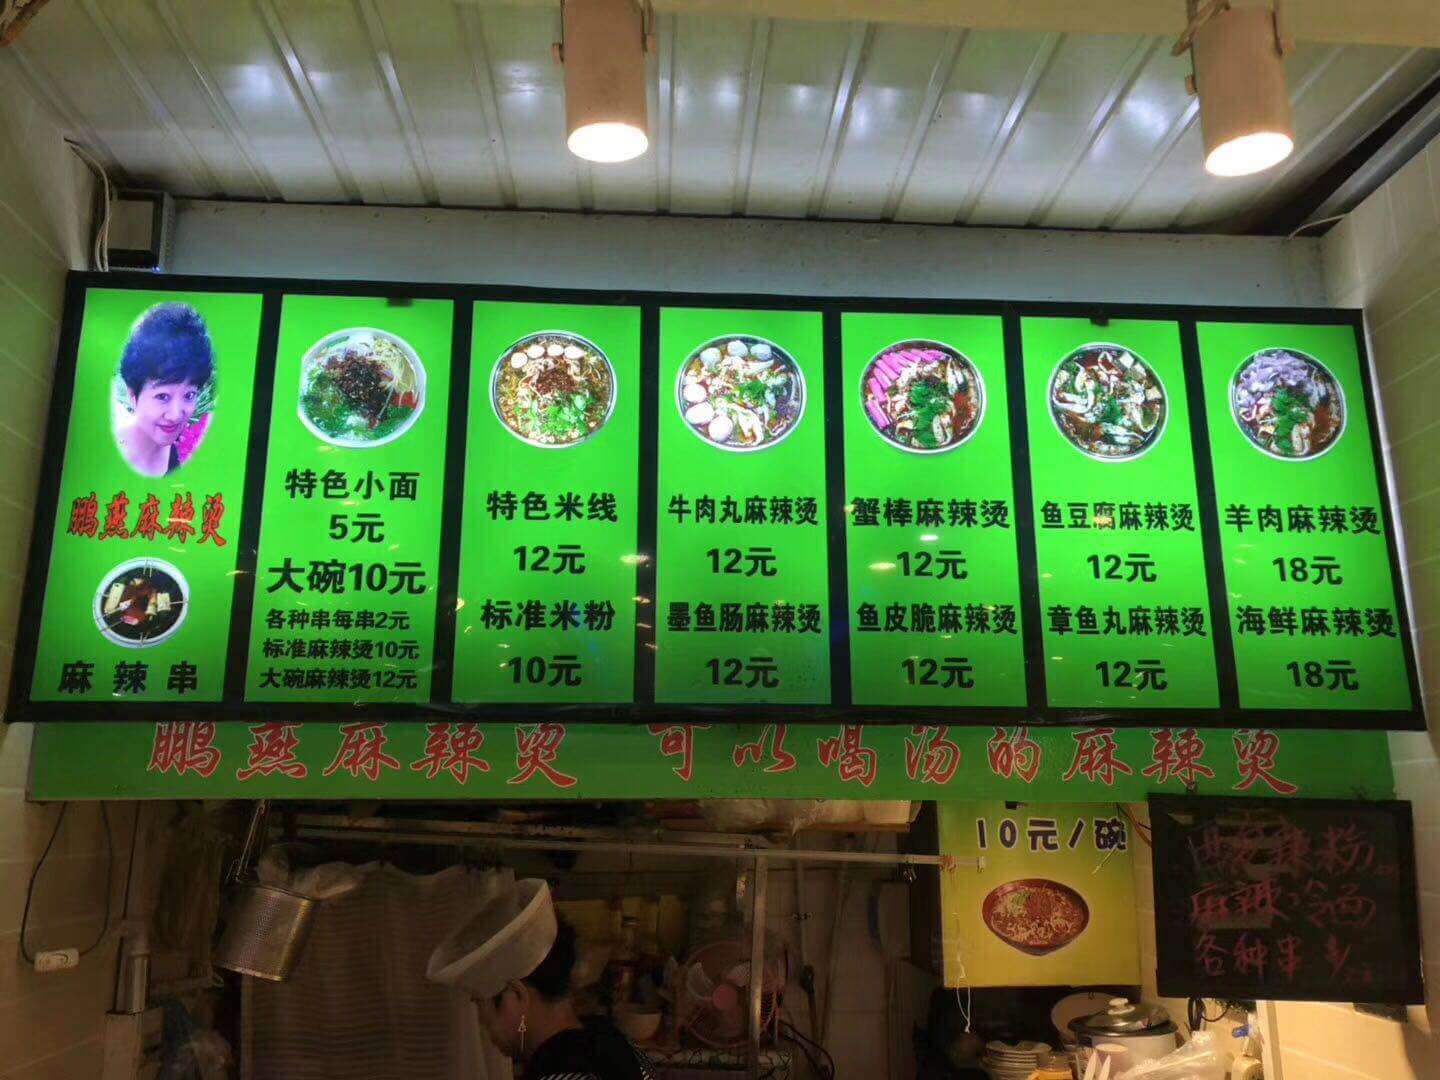 鹏燕麻辣烫
麻辣串
特色小面
5元
大碗10元
各种串每串2元
标准麻辣烫10元
大碗麻辣烫12元
特色米线
12元
标准米粉
10元
牛肉丸麻辣烫
12元
墨鱼肠麻辣烫
12元
蟹棒麻辣烫
12元
鱼皮脆麻辣烫
12元
鱼豆腐麻辣烫
12元
章鱼丸麻辣烫
12元
羊肉麻辣烫
18元
海鲜麻辣烫
18元
鹏燕麻辣烫 可以喝汤的麻辣烫
10元/碗
酸辣粉
麻辣冷面
各种串